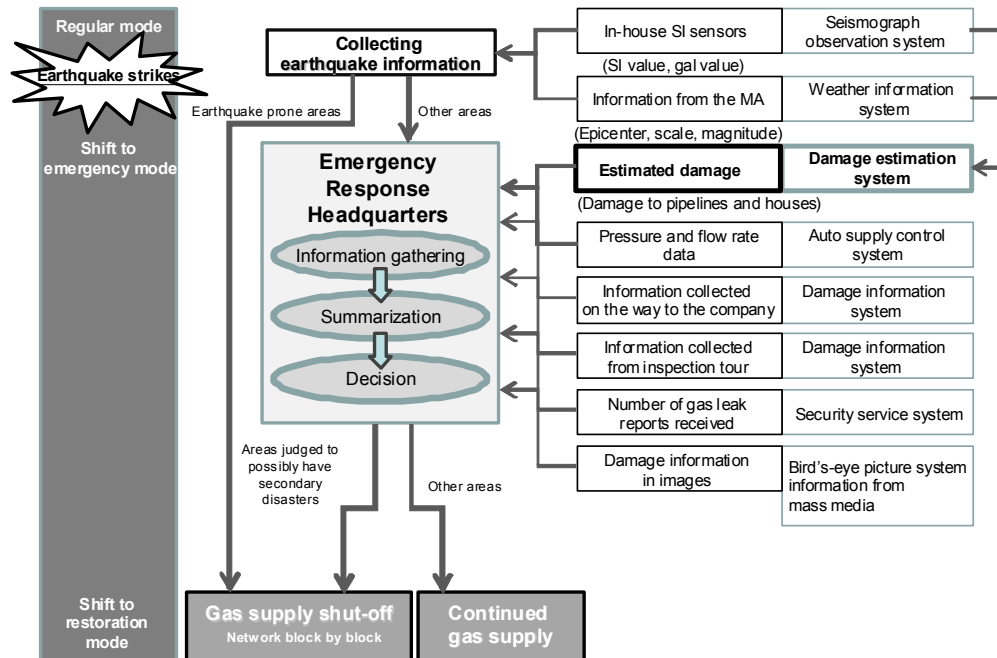 Regular mode
Earthquake strikes
Shift to
emergency mode
Shift to
restoration
mode
Collecting
earthquake information
Earthquake prone areas
Other areas
Emergency
Response
Headquarters
Information gathering
Summarization
Decision
Areas judged to
possibly have
secondary
disasters
Other areas
Gas supply shut-off
Network block by block
Continued
gas supply
In-house SI sensors
Seismograph
observation system
(SI value, gal value)
Information from the MA
Weather information
system
(Epicenter, scale, magnitude)
Estimated damage
Damage estimation
system
(Damage to pipelines and houses)
Pressure and flow rate
data
Auto supply control
system
Information collected
on the way to the company
Damage information
system
Information collected
from inspection tour
Damage information
system
Number of gas leak
reports received
Security service system
Damage information
in images
Bird's-eye picture system
information from
mass media